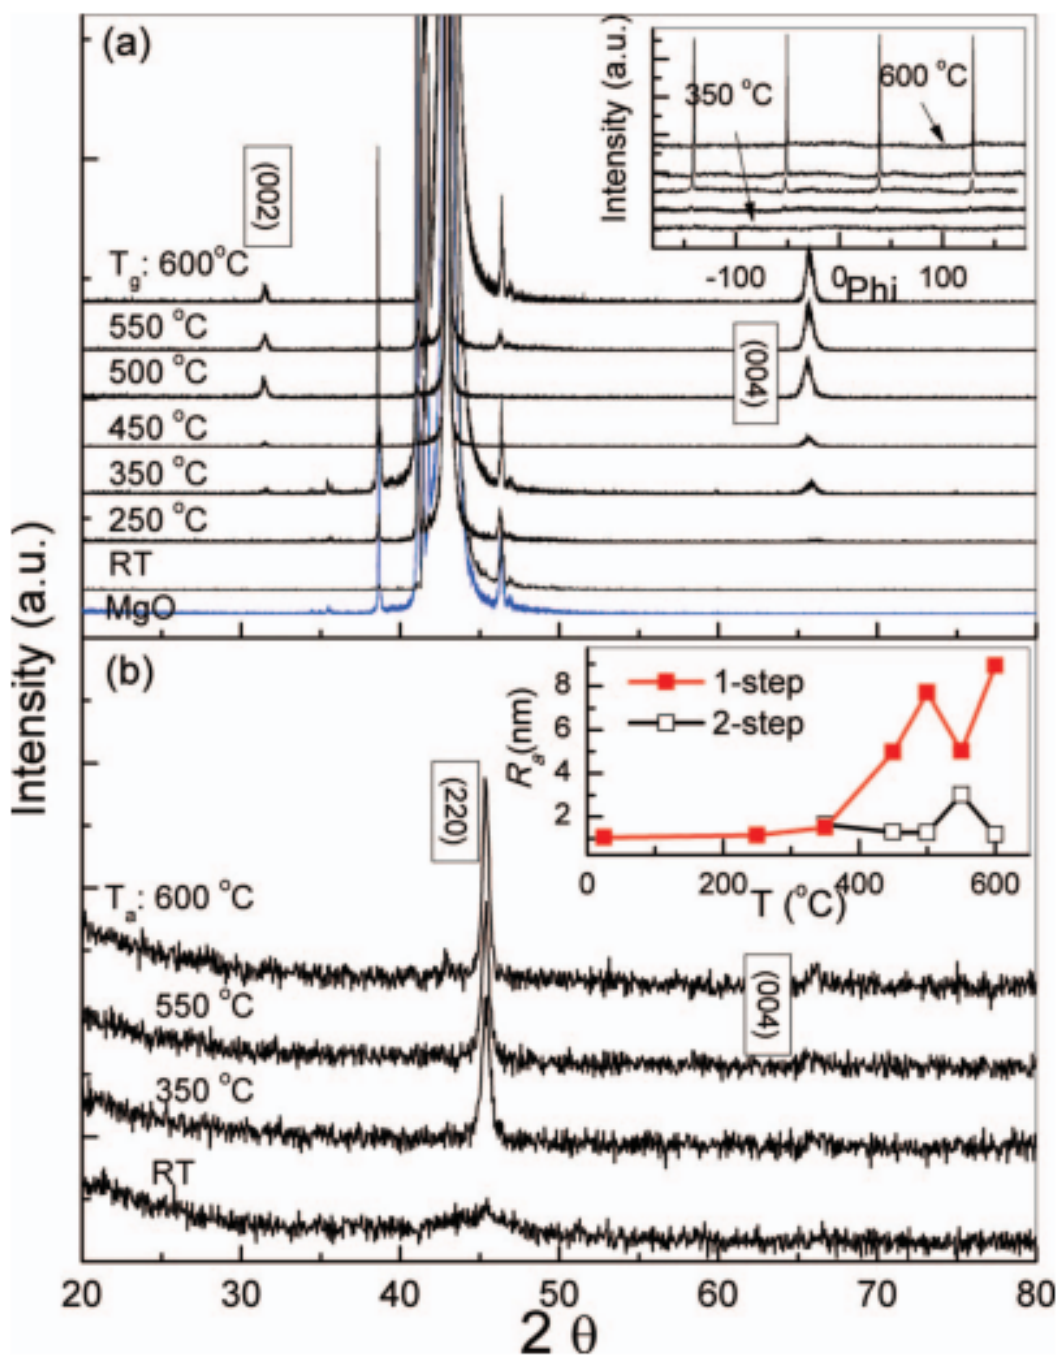 (a)
Intensity (a.u.)
350 °C
600 °C
-100 0 100
Phi
(002)
T_g: 600°C
550 °C
500 °C
450 °C
350 °C
250 °C
RT
MgO
(004)
Intensity (a.u.)
(b)
1-step
2-step
R_a(nm)
8
6
4
2
0 200 400 600
T (°C)
(220)
T_a: 600 °C
550 °C
350 °C
RT
(004)
20 30 40 50 60 70 80
2 θ